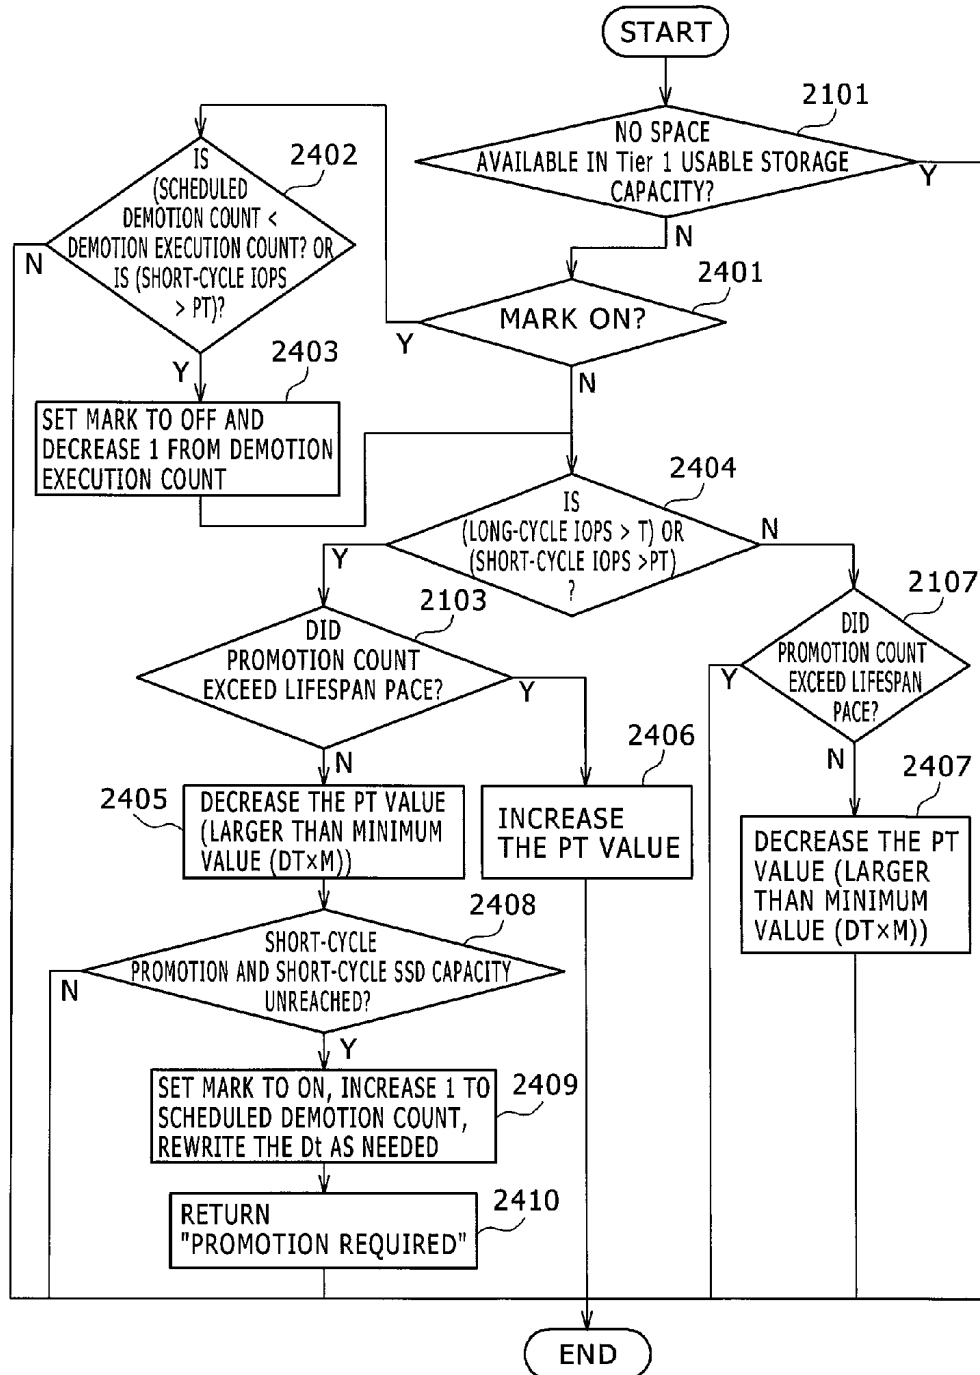 START
2101
NO SPACE
AVAILABLE IN Tier 1 USABLE STORAGE
CAPACITY?
Y
N
2402
IS
(SCHEDULED
DEMOTION COUNT <
DEMOTION EXECUTION COUNT? OR
IS (SHORT-CYCLE IOPS
> PT)?
N
Y
2401
MARK ON?
Y
N
2403
SET MARK TO OFF AND
DECREASE 1 FROM DEMOTION
EXECUTION COUNT
2404
IS
(LONG-CYCLE IOPS > T) OR
(SHORT-CYCLE IOPS >PT)
?
Y
N
2103
DID
PROMOTION COUNT
EXCEED LIFESPAN PACE?
Y
N
2107
DID
PROMOTION COUNT
EXCEED LIFESPAN
PACE?
Y
N
2405
DECREASE THE PT VALUE
(LARGER THAN MINIMUM
VALUE (DT×M))
2406
INCREASE
THE PT VALUE
2407
DECREASE THE PT
VALUE (LARGER
THAN MINIMUM
VALUE (DT×M))
2408
SHORT-CYCLE
PROMOTION AND SHORT-CYCLE SSD CAPACITY
UNREACHED?
N
Y
2409
SET MARK TO ON, INCREASE 1 TO
SCHEDULED DEMOTION COUNT,
REWRITE THE Dt AS NEEDED
2410
RETURN
"PROMOTION REQUIRED"
END